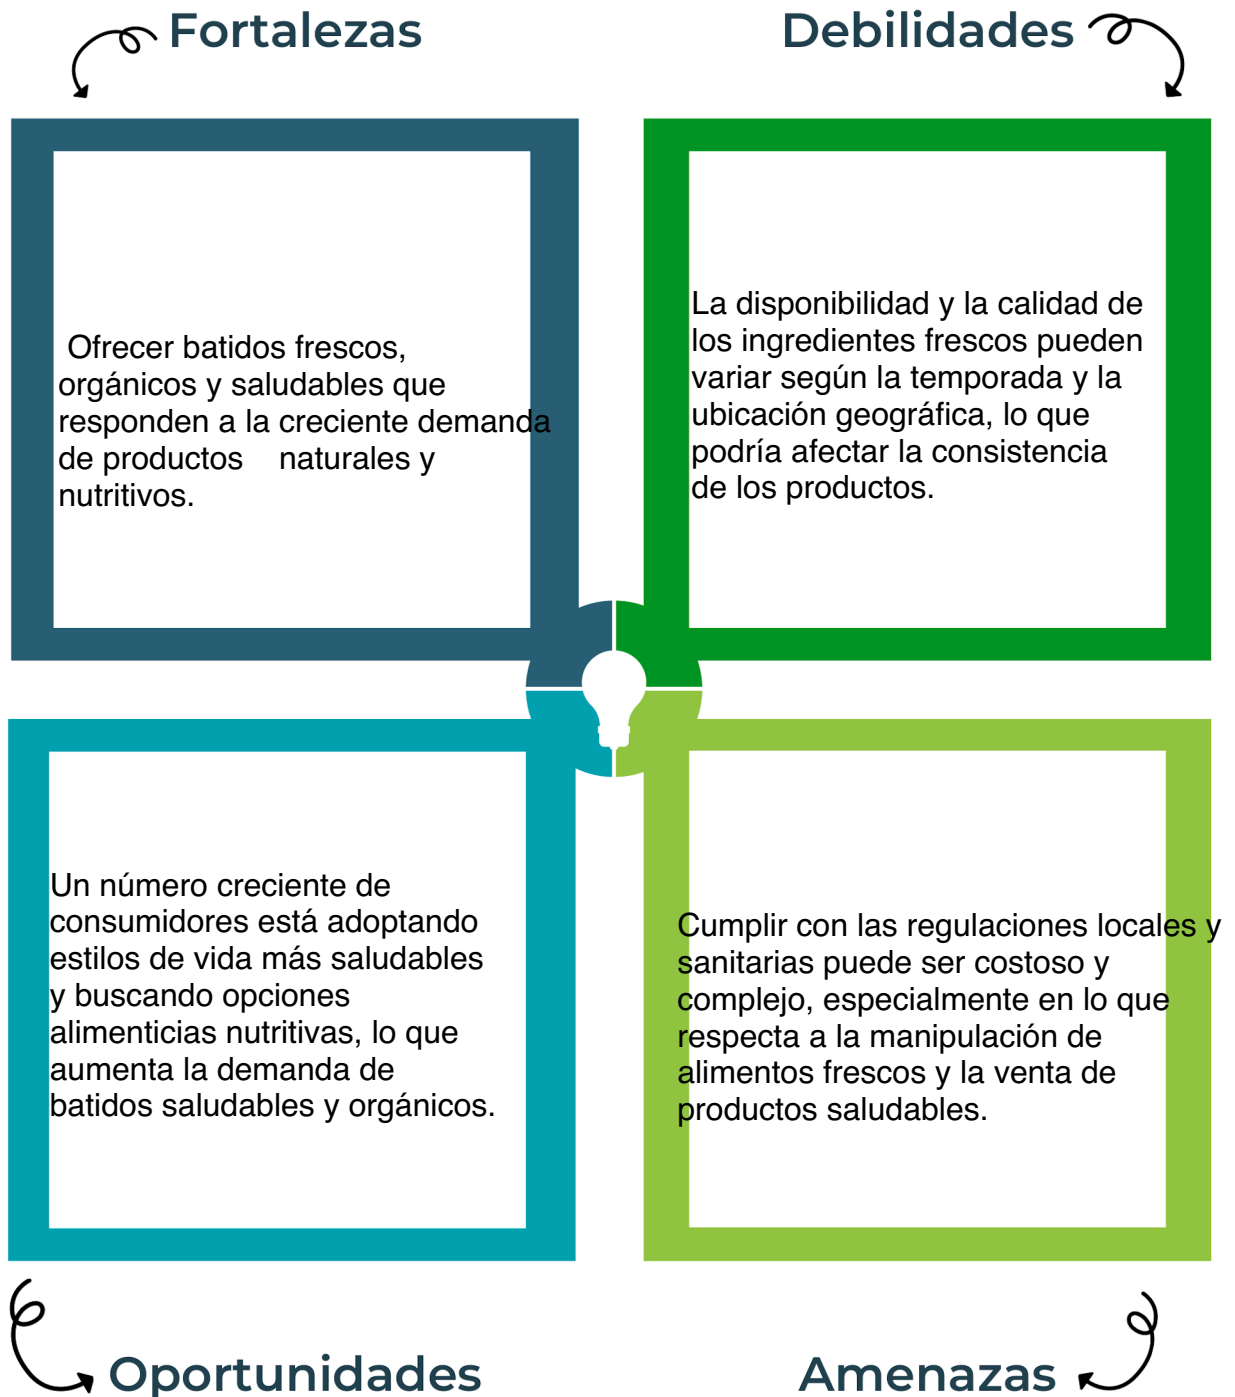 Fortalezas
Debilidades
Ofrecer batidos frescos,
orgánicos y saludables que
responden a la creciente demanda
de productos    naturales y
nutritivos.
La disponibilidad y la calidad de
los ingredientes frescos pueden
variar según la temporada y la
ubicación geográfica, lo que
podría afectar la consistencia
de los productos.
Un número creciente de
consumidores está adoptando
estilos de vida más saludables
y buscando opciones
alimenticias nutritivas, lo que
aumenta la demanda de
batidos saludables y orgánicos.
Cumplir con las regulaciones locales y
sanitarias puede ser costoso y
complejo, especialmente en lo que
respecta a la manipulación de
alimentos frescos y la venta de
productos saludables.
Oportunidades
Amenazas